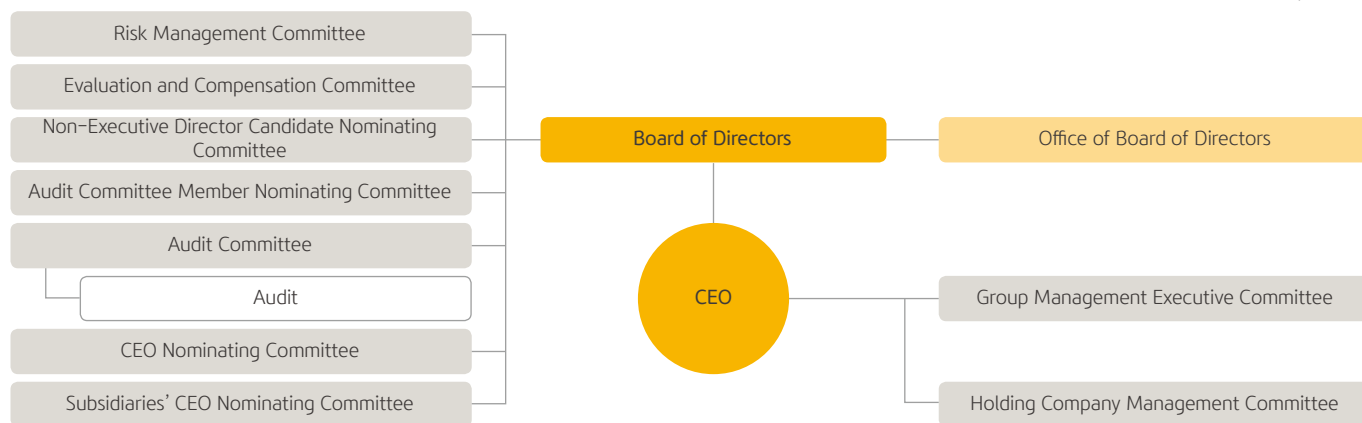 Risk Management Committee
Evaluation and Compensation Committee
Non-Executive Director Candidate Nominating
Committee
Board of Directors
Office of Board of Directors
Audit Committee Member Nominating Committee
Audit Committee
Audit
CEO
Group Management Executive Committee
CEO Nominating Committee
Subsidiaries’ CEO Nominating Committee
Holding Company Management Committee